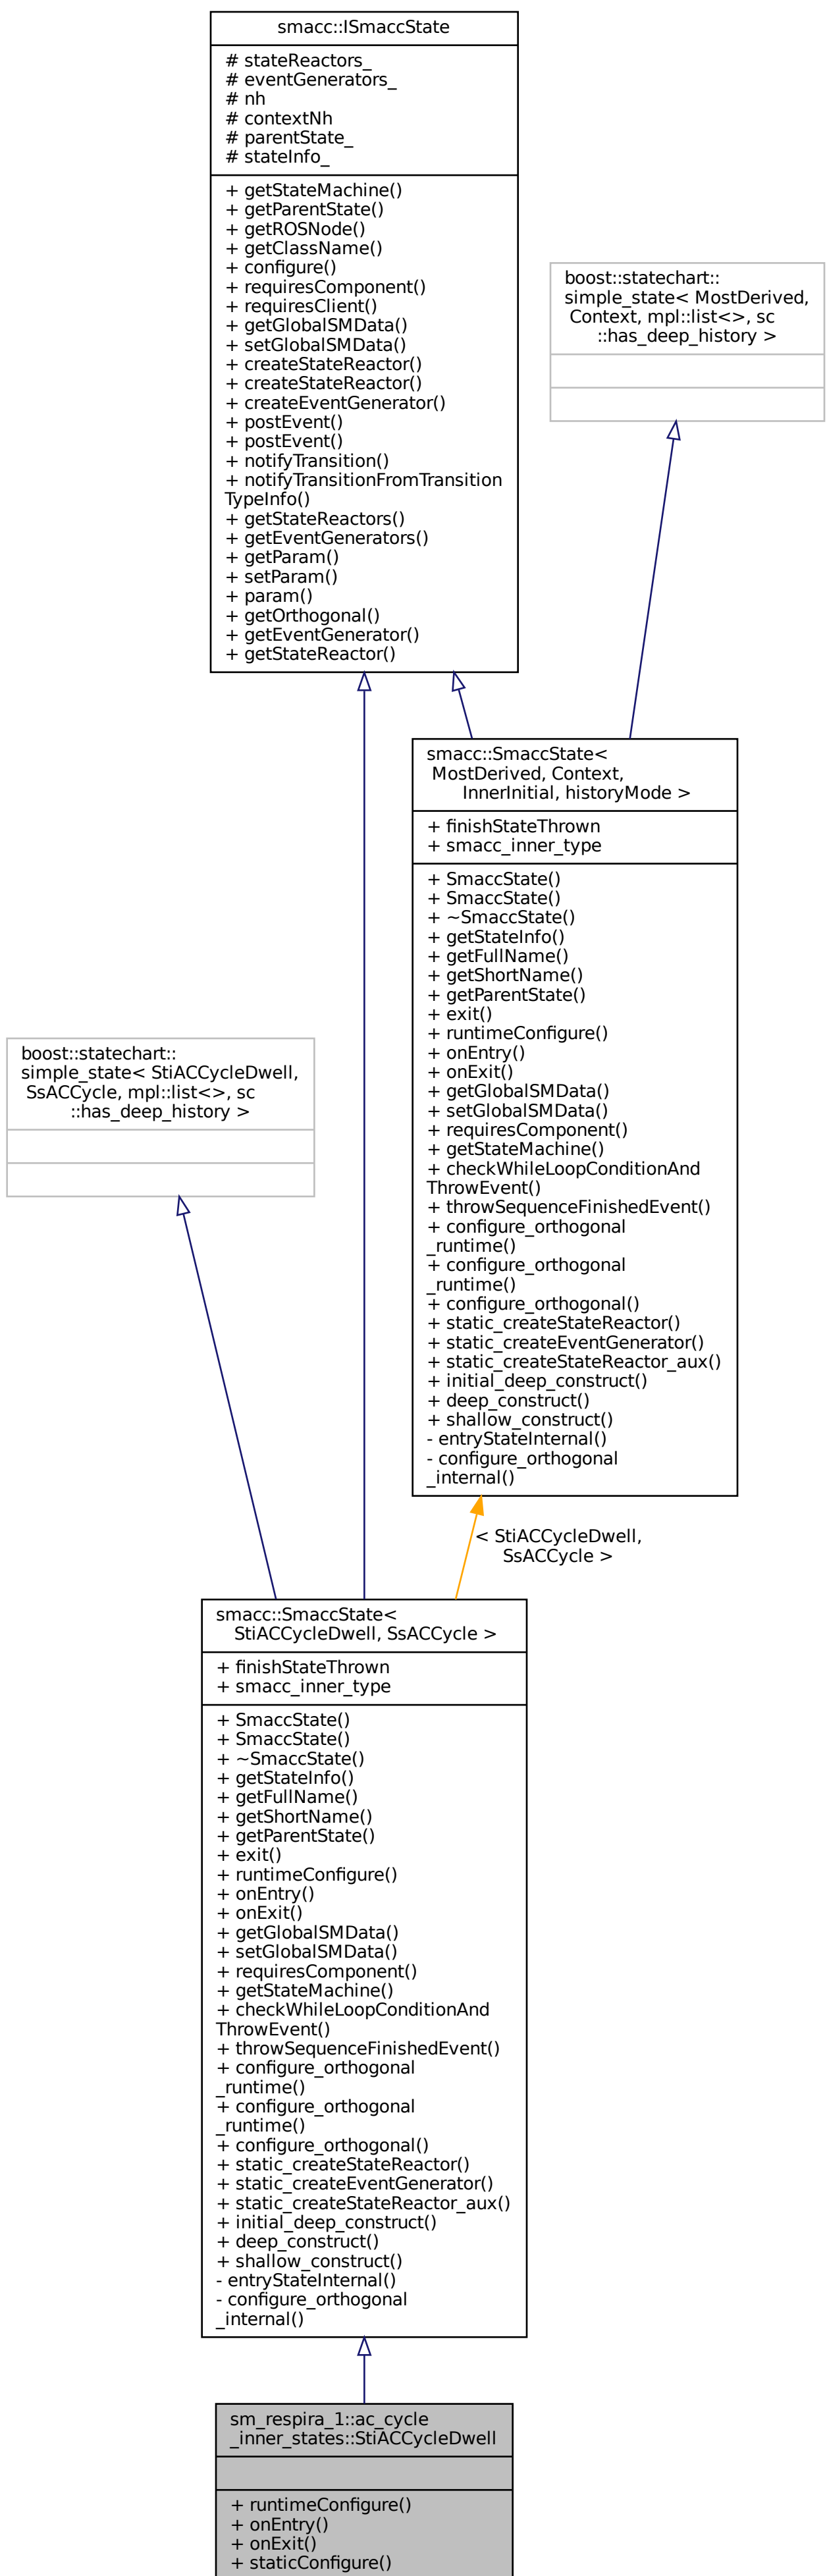 smacc::ISmaccState
# stateReactors_
# eventGenerators_
# nh
# contextNh
# parentState_
# stateInfo_
+ getStateMachine()
+ getParentState()
+ getROSNode()
+ getClassName()
+ configure()
+ requiresComponent()
+ requiresClient()
+ getGlobalSMData()
+ setGlobalSMData()
+ createStateReactor()
+ createStateReactor()
+ createEventGenerator()
+ postEvent()
+ postEvent()
+ notifyTransition()
+ notifyTransitionFromTransition
TypeInfo()
+ getStateReactors()
+ getEventGenerators()
+ getParam()
+ setParam()
+ param()
+ getOrthogonal()
+ getEventGenerator()
+ getStateReactor()
boost::statechart::
simple_state< MostDerived,
Context, mpl::list<>, sc
::has_deep_history >
smacc::SmaccState<
MostDerived, Context,
InnerInitial, historyMode >
+ finishStateThrown
+ smacc_inner_type
+ SmaccState()
+ SmaccState()
+ ~SmaccState()
+ getStateInfo()
+ getFullName()
+ getShortName()
+ getParentState()
+ exit()
+ runtimeConfigure()
+ onEntry()
+ onExit()
+ getGlobalSMData()
+ setGlobalSMData()
+ requiresComponent()
+ getStateMachine()
+ checkWhileLoopConditionAnd
ThrowEvent()
+ throwSequenceFinishedEvent()
+ configure_orthogonal
_runtime()
+ configure_orthogonal
_runtime()
+ configure_orthogonal()
+ static_createStateReactor()
+ static_createEventGenerator()
+ static_createStateReactor_aux()
+ initial_deep_construct()
+ deep_construct()
+ shallow_construct()
- entryStateInternal()
- configure_orthogonal
_internal()
boost::statechart::
simple_state< StiACCycleDwell,
SsACCycle, mpl::list<>, sc
::has_deep_history >
< StiACCycleDwell,
SsACCycle >
smacc::SmaccState<
StiACCycleDwell, SsACCycle >
+ finishStateThrown
+ smacc_inner_type
+ SmaccState()
+ SmaccState()
+ ~SmaccState()
+ getStateInfo()
+ getFullName()
+ getShortName()
+ getParentState()
+ exit()
+ runtimeConfigure()
+ onEntry()
+ onExit()
+ getGlobalSMData()
+ setGlobalSMData()
+ requiresComponent()
+ getStateMachine()
+ checkWhileLoopConditionAnd
ThrowEvent()
+ throwSequenceFinishedEvent()
+ configure_orthogonal
_runtime()
+ configure_orthogonal
_runtime()
+ configure_orthogonal()
+ static_createStateReactor()
+ static_createEventGenerator()
+ static_createStateReactor_aux()
+ initial_deep_construct()
+ deep_construct()
+ shallow_construct()
- entryStateInternal()
- configure_orthogonal
_internal()
sm_respira_1::ac_cycle
_inner_states::StiACCycleDwell
+ runtimeConfigure()
+ onEntry()
+ onExit()
+ staticConfigure()